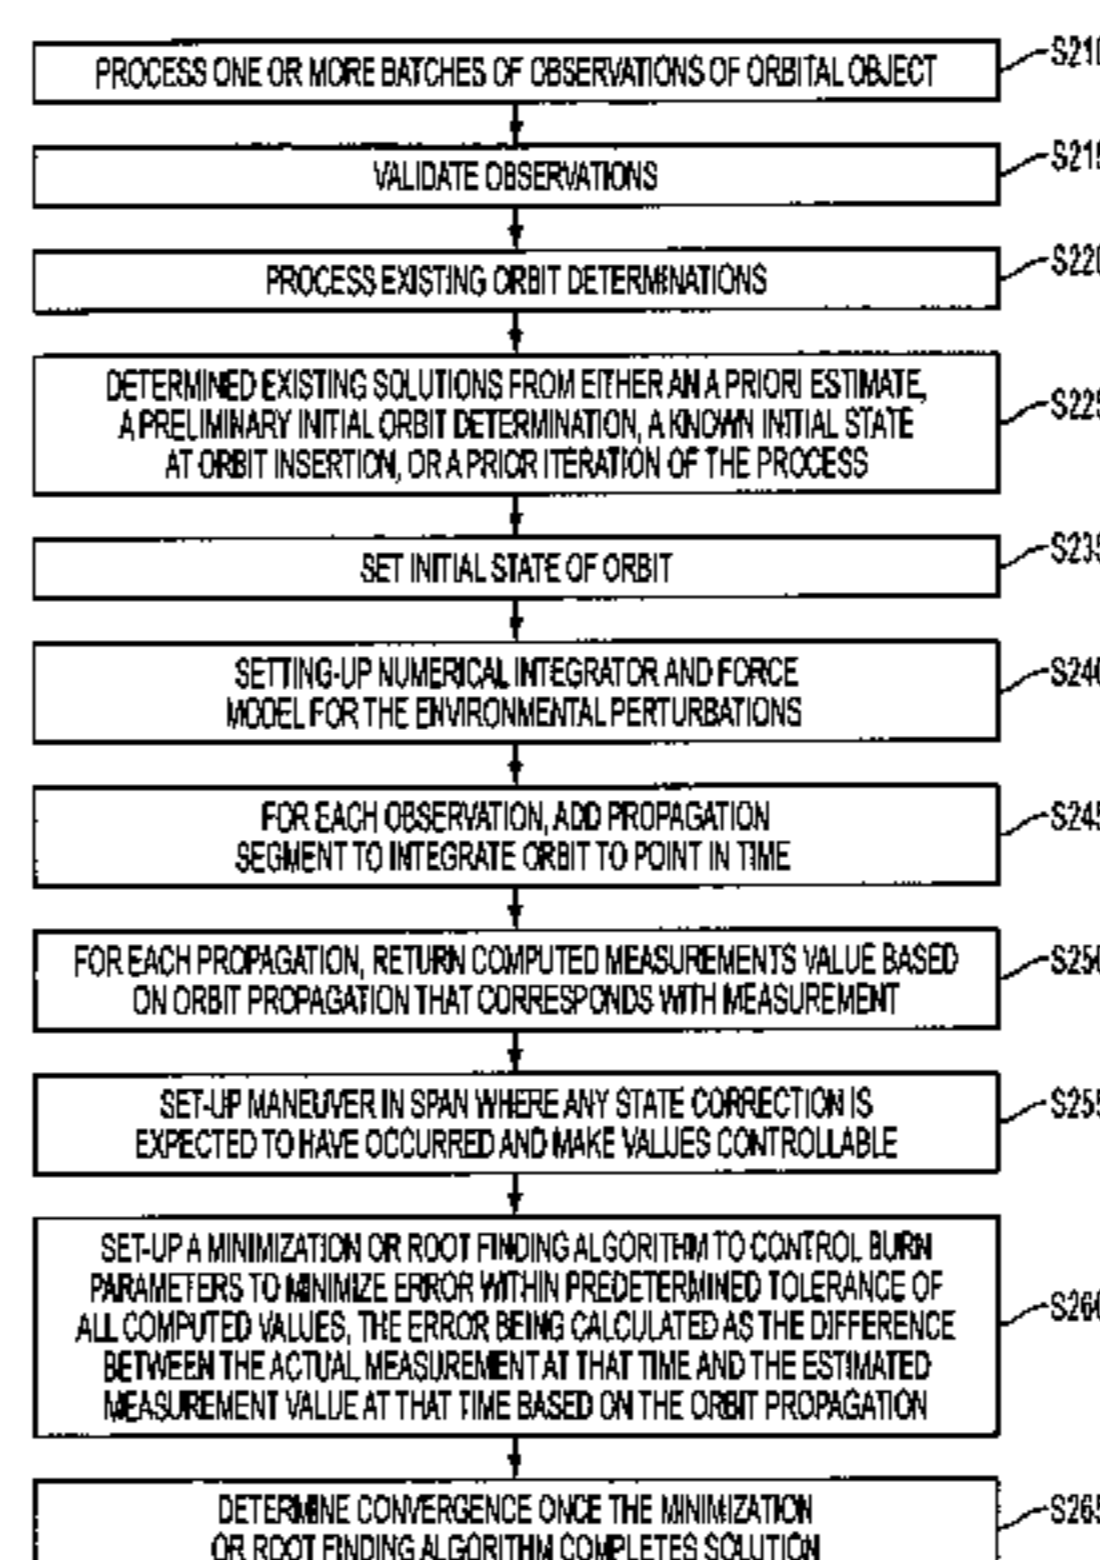 PROCESS ONE OR MORE BATCHES OF OBSERVATIONS OF ORBITAL OBJECT
S210
VALIDATE OBSERVATIONS
S215
PROCESS EXISTING ORBIT DETERMINATIONS
S220
DETERMINED EXISTING SOLUTIONS FROM EITHER AN A PRIORI ESTIMATE,
A PRELIMINARY INITIAL ORBIT DETERMINATION, A KNOWN INITIAL STATE
AT ORBIT INSERTION, OR A PRIOR ITERATION OF THE PROCESS
S225
SET INITIAL STATE OF ORBIT
S235
SETTING-UP NUMERICAL INTEGRATOR AND FORCE
MODEL FOR THE ENVIRONMENTAL PERTURBATIONS
S240
FOR EACH OBSERVATION, ADD PROPAGATION
SEGMENT TO INTEGRATE ORBIT TO POINT IN TIME
S245
FOR EACH PROPAGATION, RETURN COMPUTED MEASUREMENTS VALUE BASED
ON ORBIT PROPAGATION THAT CORRESPONDS WITH MEASUREMENT
S250
SET-UP MANEUVER IN SPAN WHERE ANY STATE CORRECTION IS
EXPECTED TO HAVE OCCURRED AND MAKE VALUES CONTROLLABLE
S255
SET-UP A MINIMIZATION OR ROOT FINDING ALGORITHM TO CONTROL BURN
PARAMETERS TO MINIMIZE ERROR WITHIN PREDETERMINED TOLERANCE OF
ALL COMPUTED VALUES, THE ERROR BEING CALCULATED AS THE DIFFERENCE
BETWEEN THE ACTUAL MEASUREMENT AT THAT TIME AND THE ESTIMATED
MEASUREMENT VALUE AT THAT TIME BASED ON THE ORBIT PROPAGATION
S260
DETERMINE CONVERGENCE ONCE THE MINIMIZATION
OR ROOT FINDING ALGORITHM COMPLETES SOLUTION
S265